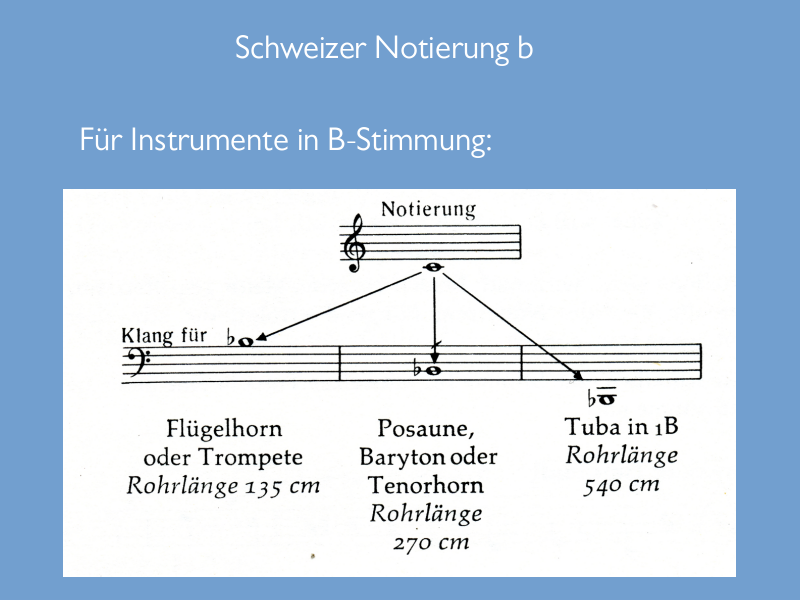 Schweizer Notierung b
Für Instrumente in B-Stimmung:
Notierung
Klang für
Flügelhorn
oder Trompete
Rohrlänge 135 cm
Posaune,
Baryton oder
Tenorhorn
Rohrlänge
270 cm
Tuba in 1B
Rohrlänge
540 cm